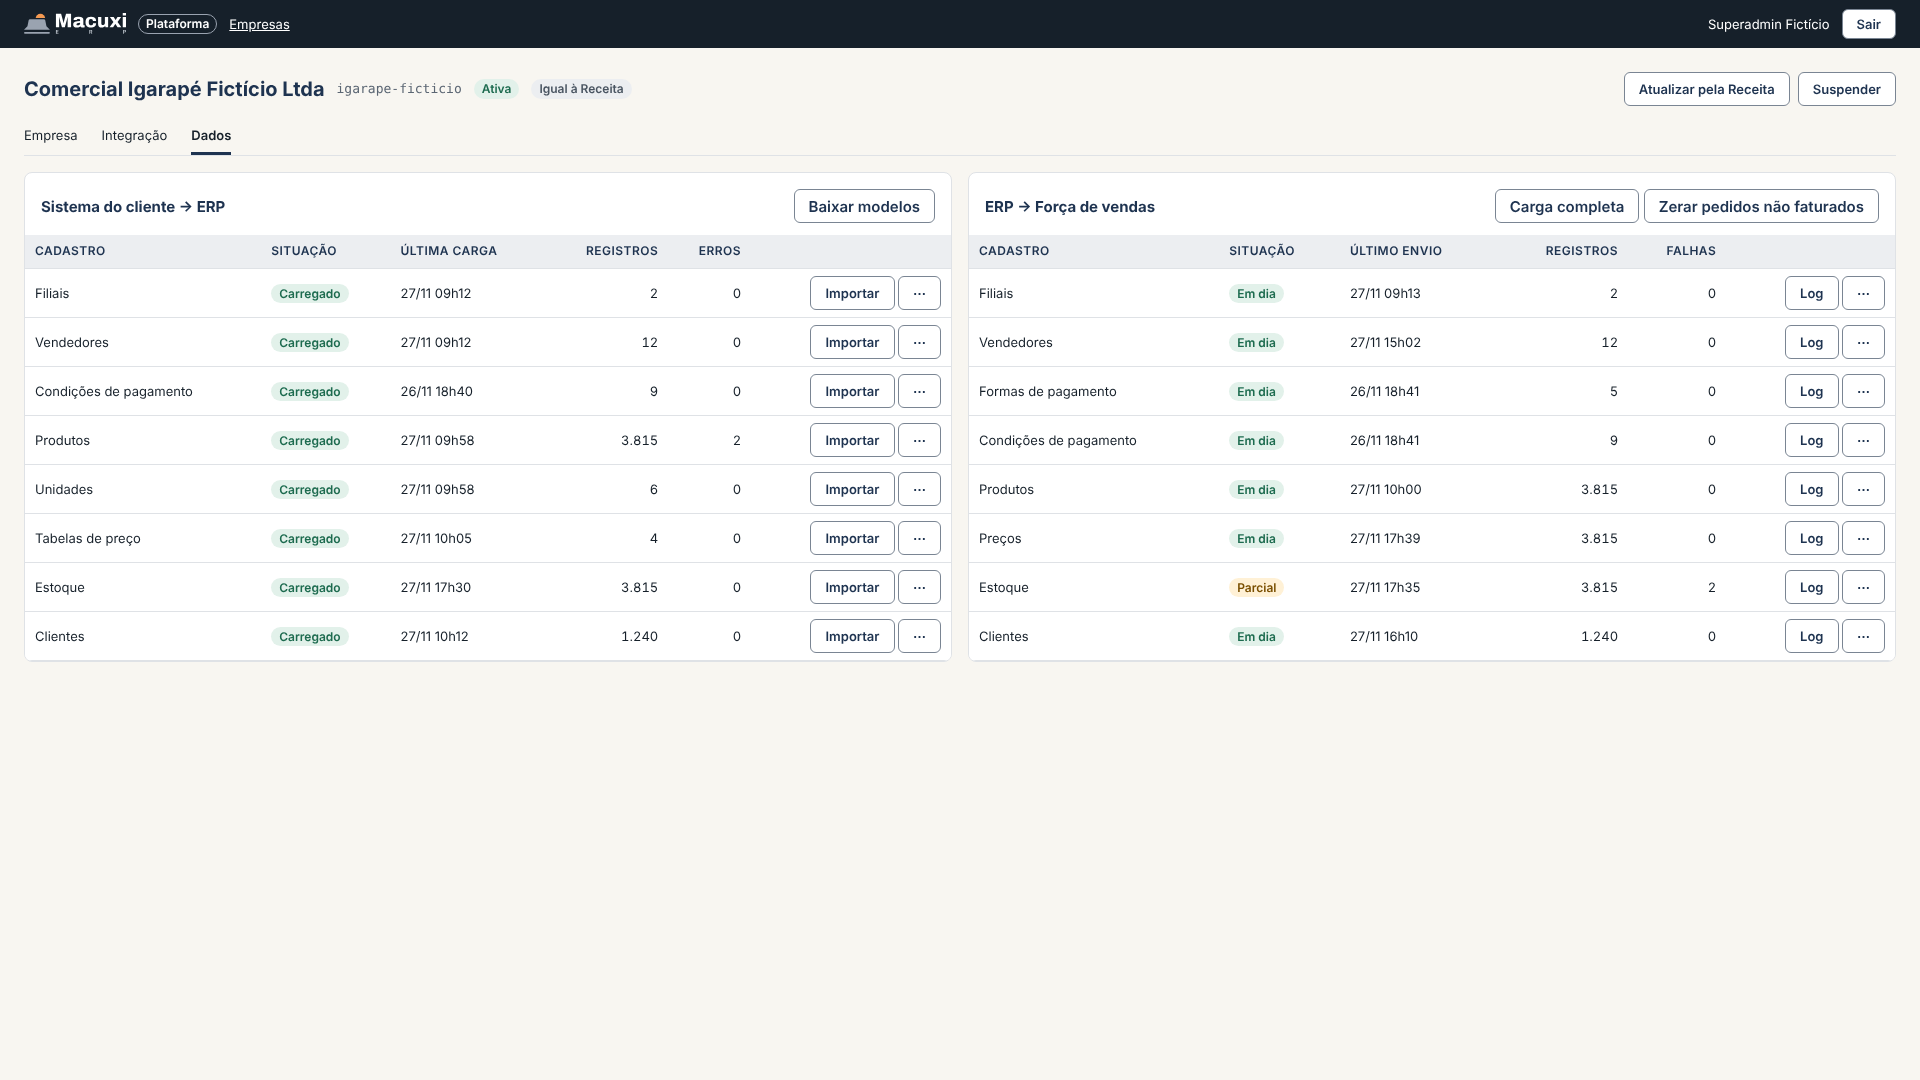 Macuxi
ERP
Plataforma
Empresas
Superadmin Fictício
Sair
Comercial Igarapé Fictício Ltda
igarape-ficticio
Ativa
Igual à Receita
Atualizar pela Receita
Suspender
Empresa
Integração
Dados
Sistema do cliente → ERP
Baixar modelos
CADASTRO SITUAÇÃO ÚLTIMA CARGA REGISTROS ERROS
Filiais Carregado 27/11 09h12 2 0 Importar ...
Vendedores Carregado 27/11 09h12 12 0 Importar ...
Condições de pagamento Carregado 26/11 18h40 9 0 Importar ...
Produtos Carregado 27/11 09h58 3.815 2 Importar ...
Unidades Carregado 27/11 09h58 6 0 Importar ...
Tabelas de preço Carregado 27/11 10h05 4 0 Importar ...
Estoque Carregado 27/11 17h30 3.815 0 Importar ...
Clientes Carregado 27/11 10h12 1.240 0 Importar ...
ERP → Força de vendas
Carga completa
Zerar pedidos não faturados
CADASTRO SITUAÇÃO ÚLTIMO ENVIO REGISTROS FALHAS
Filiais Em dia 27/11 09h13 2 0 Log ...
Vendedores Em dia 27/11 15h02 12 0 Log ...
Formas de pagamento Em dia 26/11 18h41 5 0 Log ...
Condições de pagamento Em dia 26/11 18h41 9 0 Log ...
Produtos Em dia 27/11 10h00 3.815 0 Log ...
Preços Em dia 27/11 17h39 3.815 0 Log ...
Estoque Parcial 27/11 17h35 3.815 2 Log ...
Clientes Em dia 27/11 16h10 1.240 0 Log ...